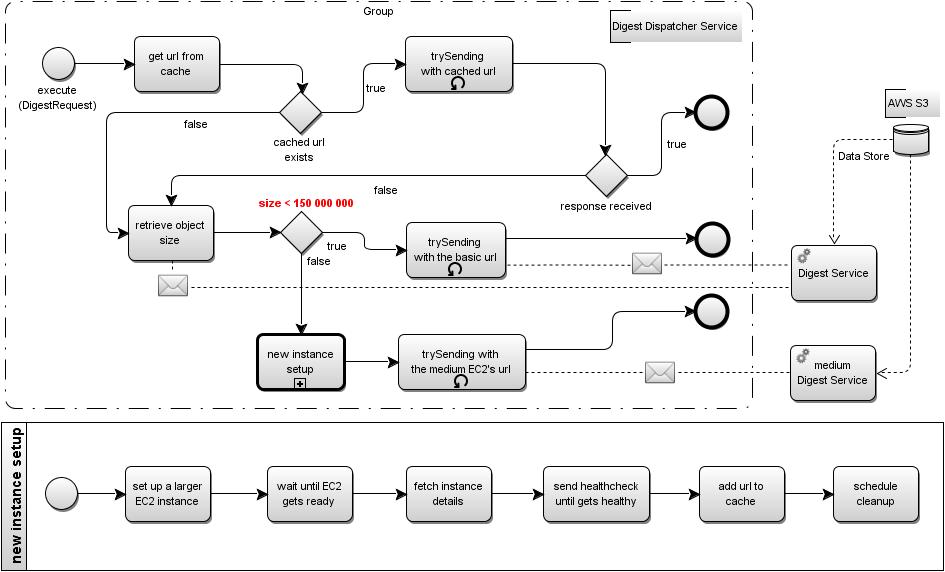 Group
Digest Dispatcher Service
get url from
cache
trySending
with cached url
execute
(DigestRequest)
true
false
cached url
exists
AWS S3
Data Store
true
false
response received
size < 150 000 000
retrieve object
size
true
false
trySending
with the basic url
Digest Service
new instance
setup
trySending with
the medium EC2's url
medium
Digest Service
new instance setup
set up a larger
EC2 instance
wait until EC2
gets ready
fetch instance
details
send healthcheck
until gets healthy
add url to
cache
schedule
cleanup